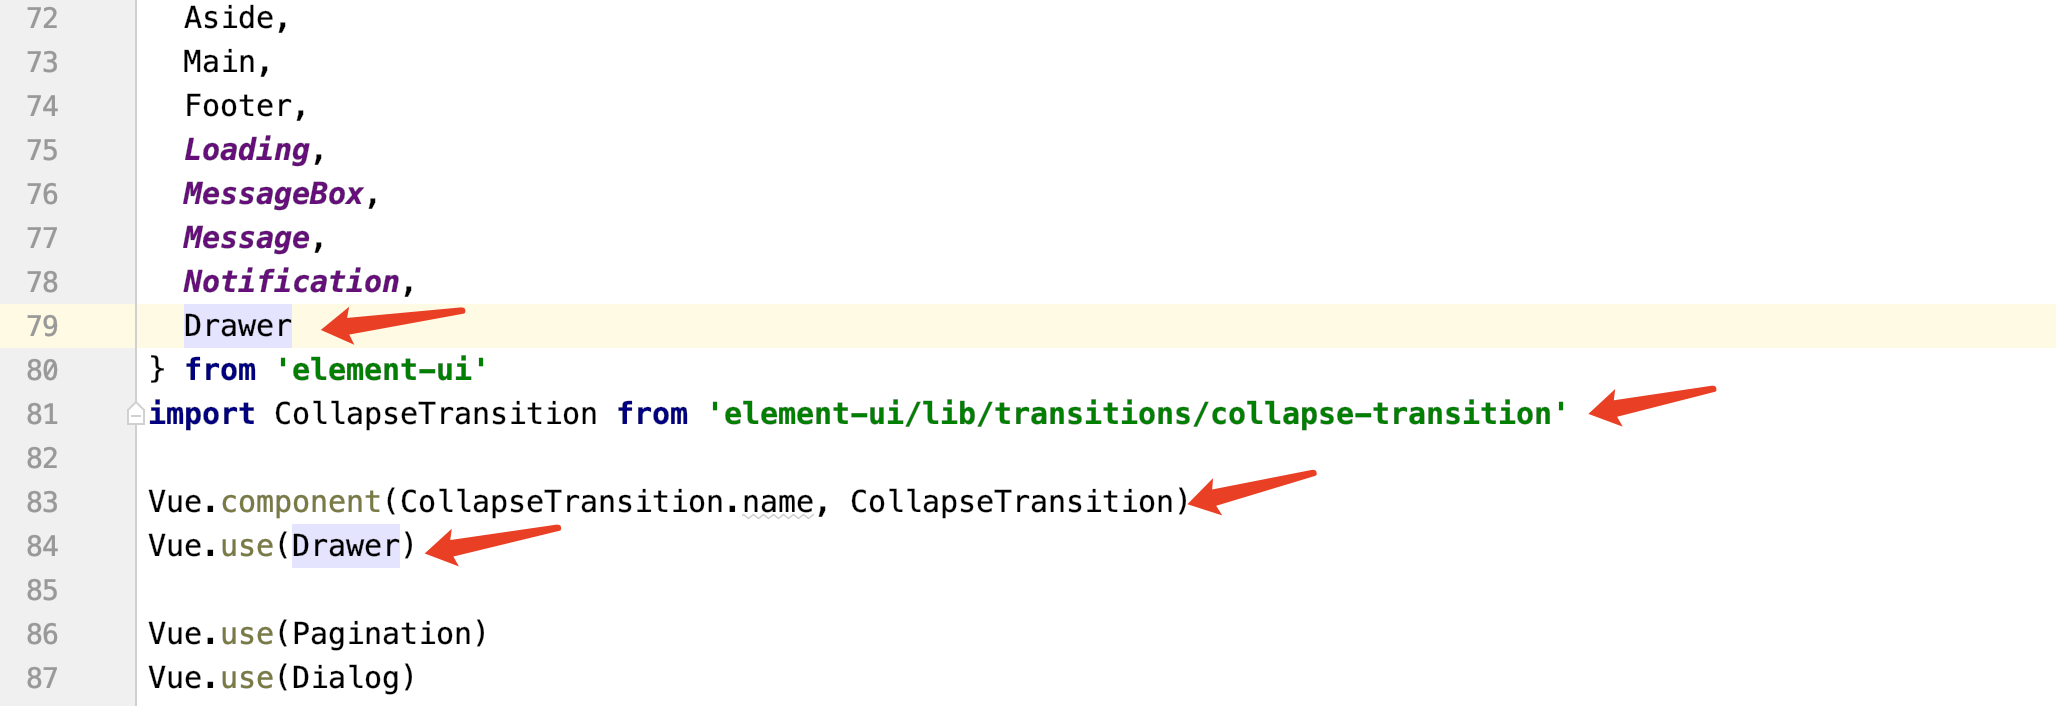 72 Aside,
73 Main,
74 Footer,
75 Loading,
76 MessageBox,
77 Message,
78 Notification,
79 Drawer
80 } from 'element-ui'
81 import CollapseTransition from 'element-ui/lib/transitions/collapse-transition'
82
83 Vue.component(CollapseTransition.name, CollapseTransition)
84 Vue.use(Drawer)
85
86 Vue.use(Pagination)
87 Vue.use(Dialog)